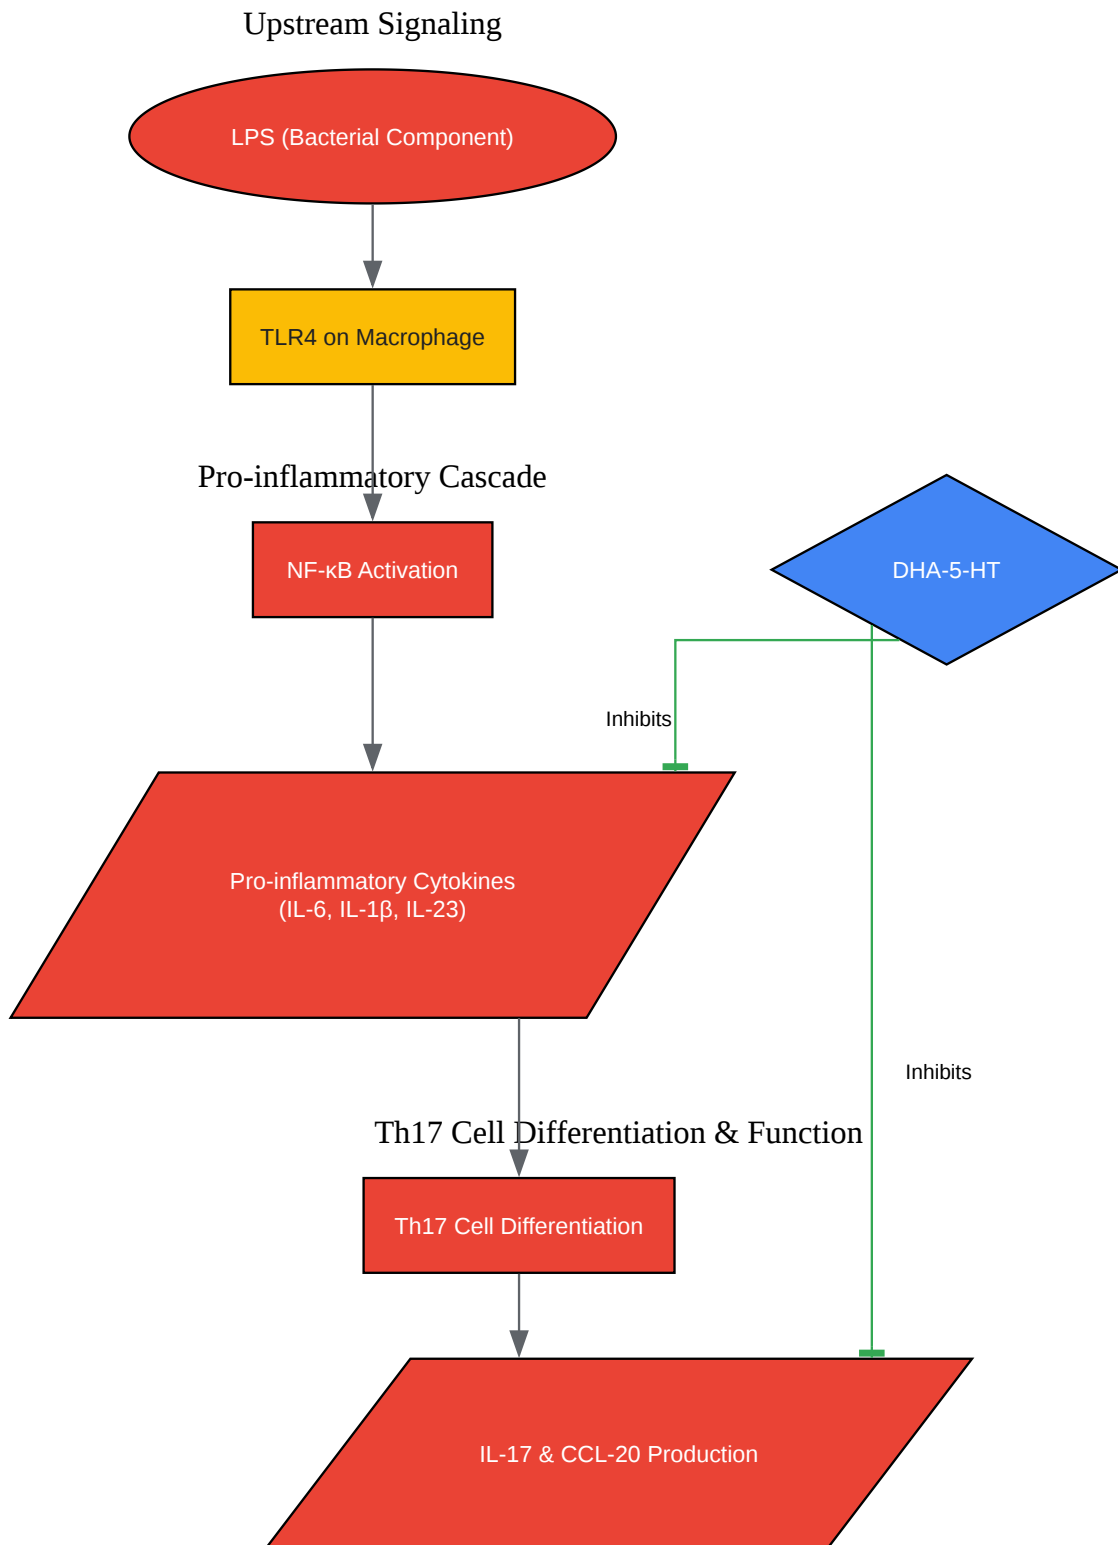 Upstream Signaling
LPS (Bacterial Component)
TLR4 on Macrophage
Pro-inflammatory Cascade
NF-κB Activation
DHA-5-HT
Inhibits
Pro-inflammatory Cytokines
(IL-6, IL-1β, IL-23)
Inhibits
Th17 Cell Differentiation & Function
Th17 Cell Differentiation
IL-17 & CCL-20 Production